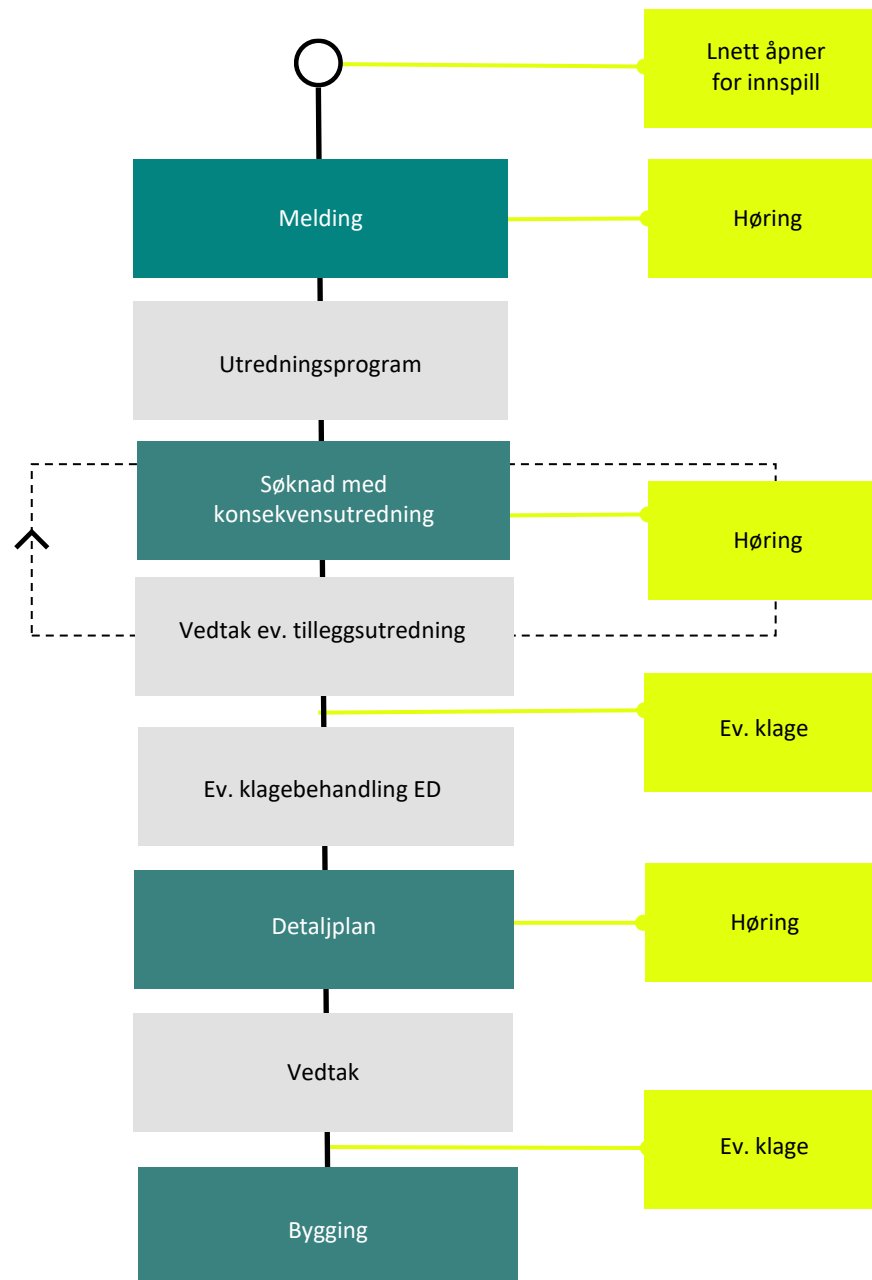 Lnett åpner
for innspill
Melding
Høring
Utredningsprogram
Søknad med
konsekvensutredning
Høring
Vedtak ev. tilleggsutredning
Ev. klage
Ev. klagebehandling ED
Detaljplan
Høring
Vedtak
Ev. klage
Bygging